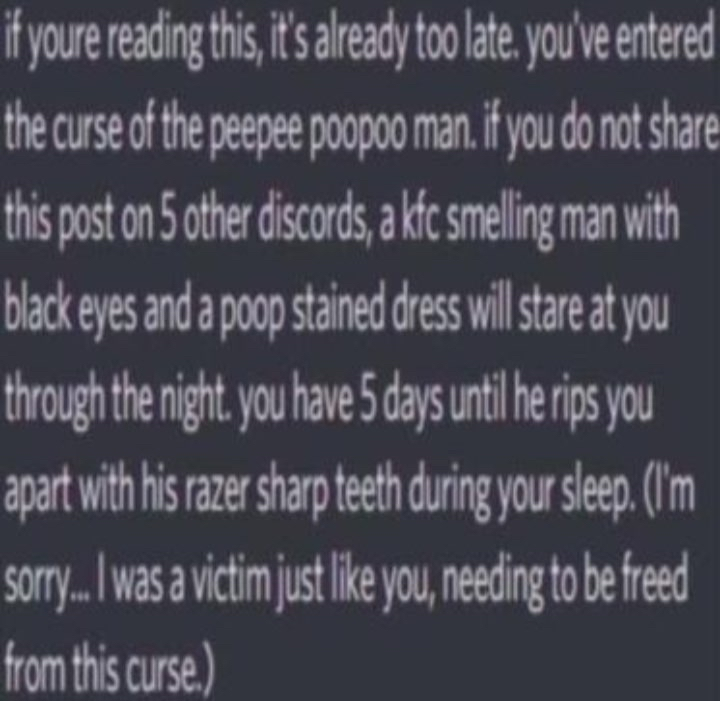 if youre reading this, it's already too late. you've entered
the curse of the peepee poopoo man. if you do not share
this post on 5 other discords, a kfc smelling man with
black eyes and a poop stained dress will stare at you
through the night. you have 5 days until he rips you
apart with his razer sharp teeth during your sleep. (I'm
sorry... I was a victim just like you, needing to be freed
from this curse.)